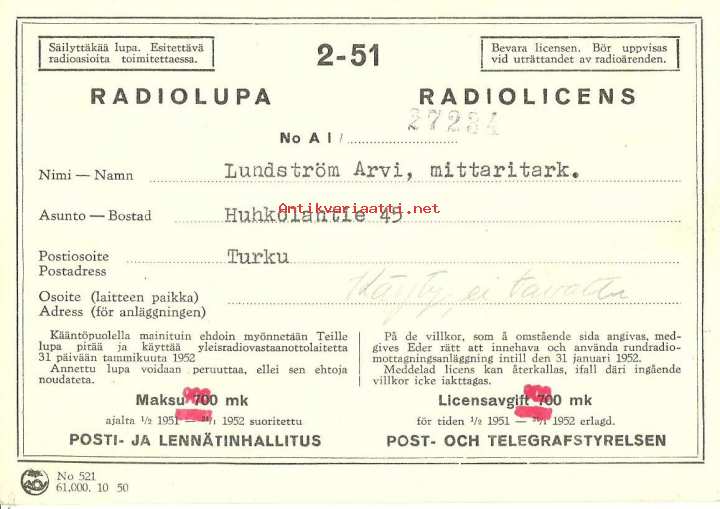 Säilyttäkää lupa. Esitettävä
radioasioita toimitettaessa.
2-51
Bevara licensen. Bör uppvisas
vid uträttandet av radioärenden.
RADIOLUPA
RADIOLICENS
No A I / 27234
Nimi — Namn Lundström Arvi, mittaritark.
Antikvariaatti.net
Asunto — Bostad Huhkolantie 45
Postiosoite Turku
Postadress
Osoite (laitteen paikka) Käyty, ei tavattu
Adress (för anläggningen)
Kääntöpuolella mainituin ehdoin myönnetään Teille
lupa pitää ja käyttää yleisradiovastaanottolaitetta
31 päivään tammikuuta 1952
Annettu lupa voidaan peruuttaa, ellei sen ehtoja
noudateta.
På de villkor, som å omstående sida angivas, med-
gives Eder rätt att innehava och använda rundradio-
mottagningsanläggning intill den 31 januari 1952.
Meddelad licens kan återkallas, ifall däri ingående
villkor icke iakttagas.
Maksu 700 mk
ajalta 1/2 1951 — 1952 suoritettu
POSTI- JA LENNÄTINHALLITUS
Licensavgift 700 mk
för tiden 1/2 1951 — 1952 erlagd.
POST- OCH TELEGRAFSTYRELSEN
No 521
61,000, 10 50